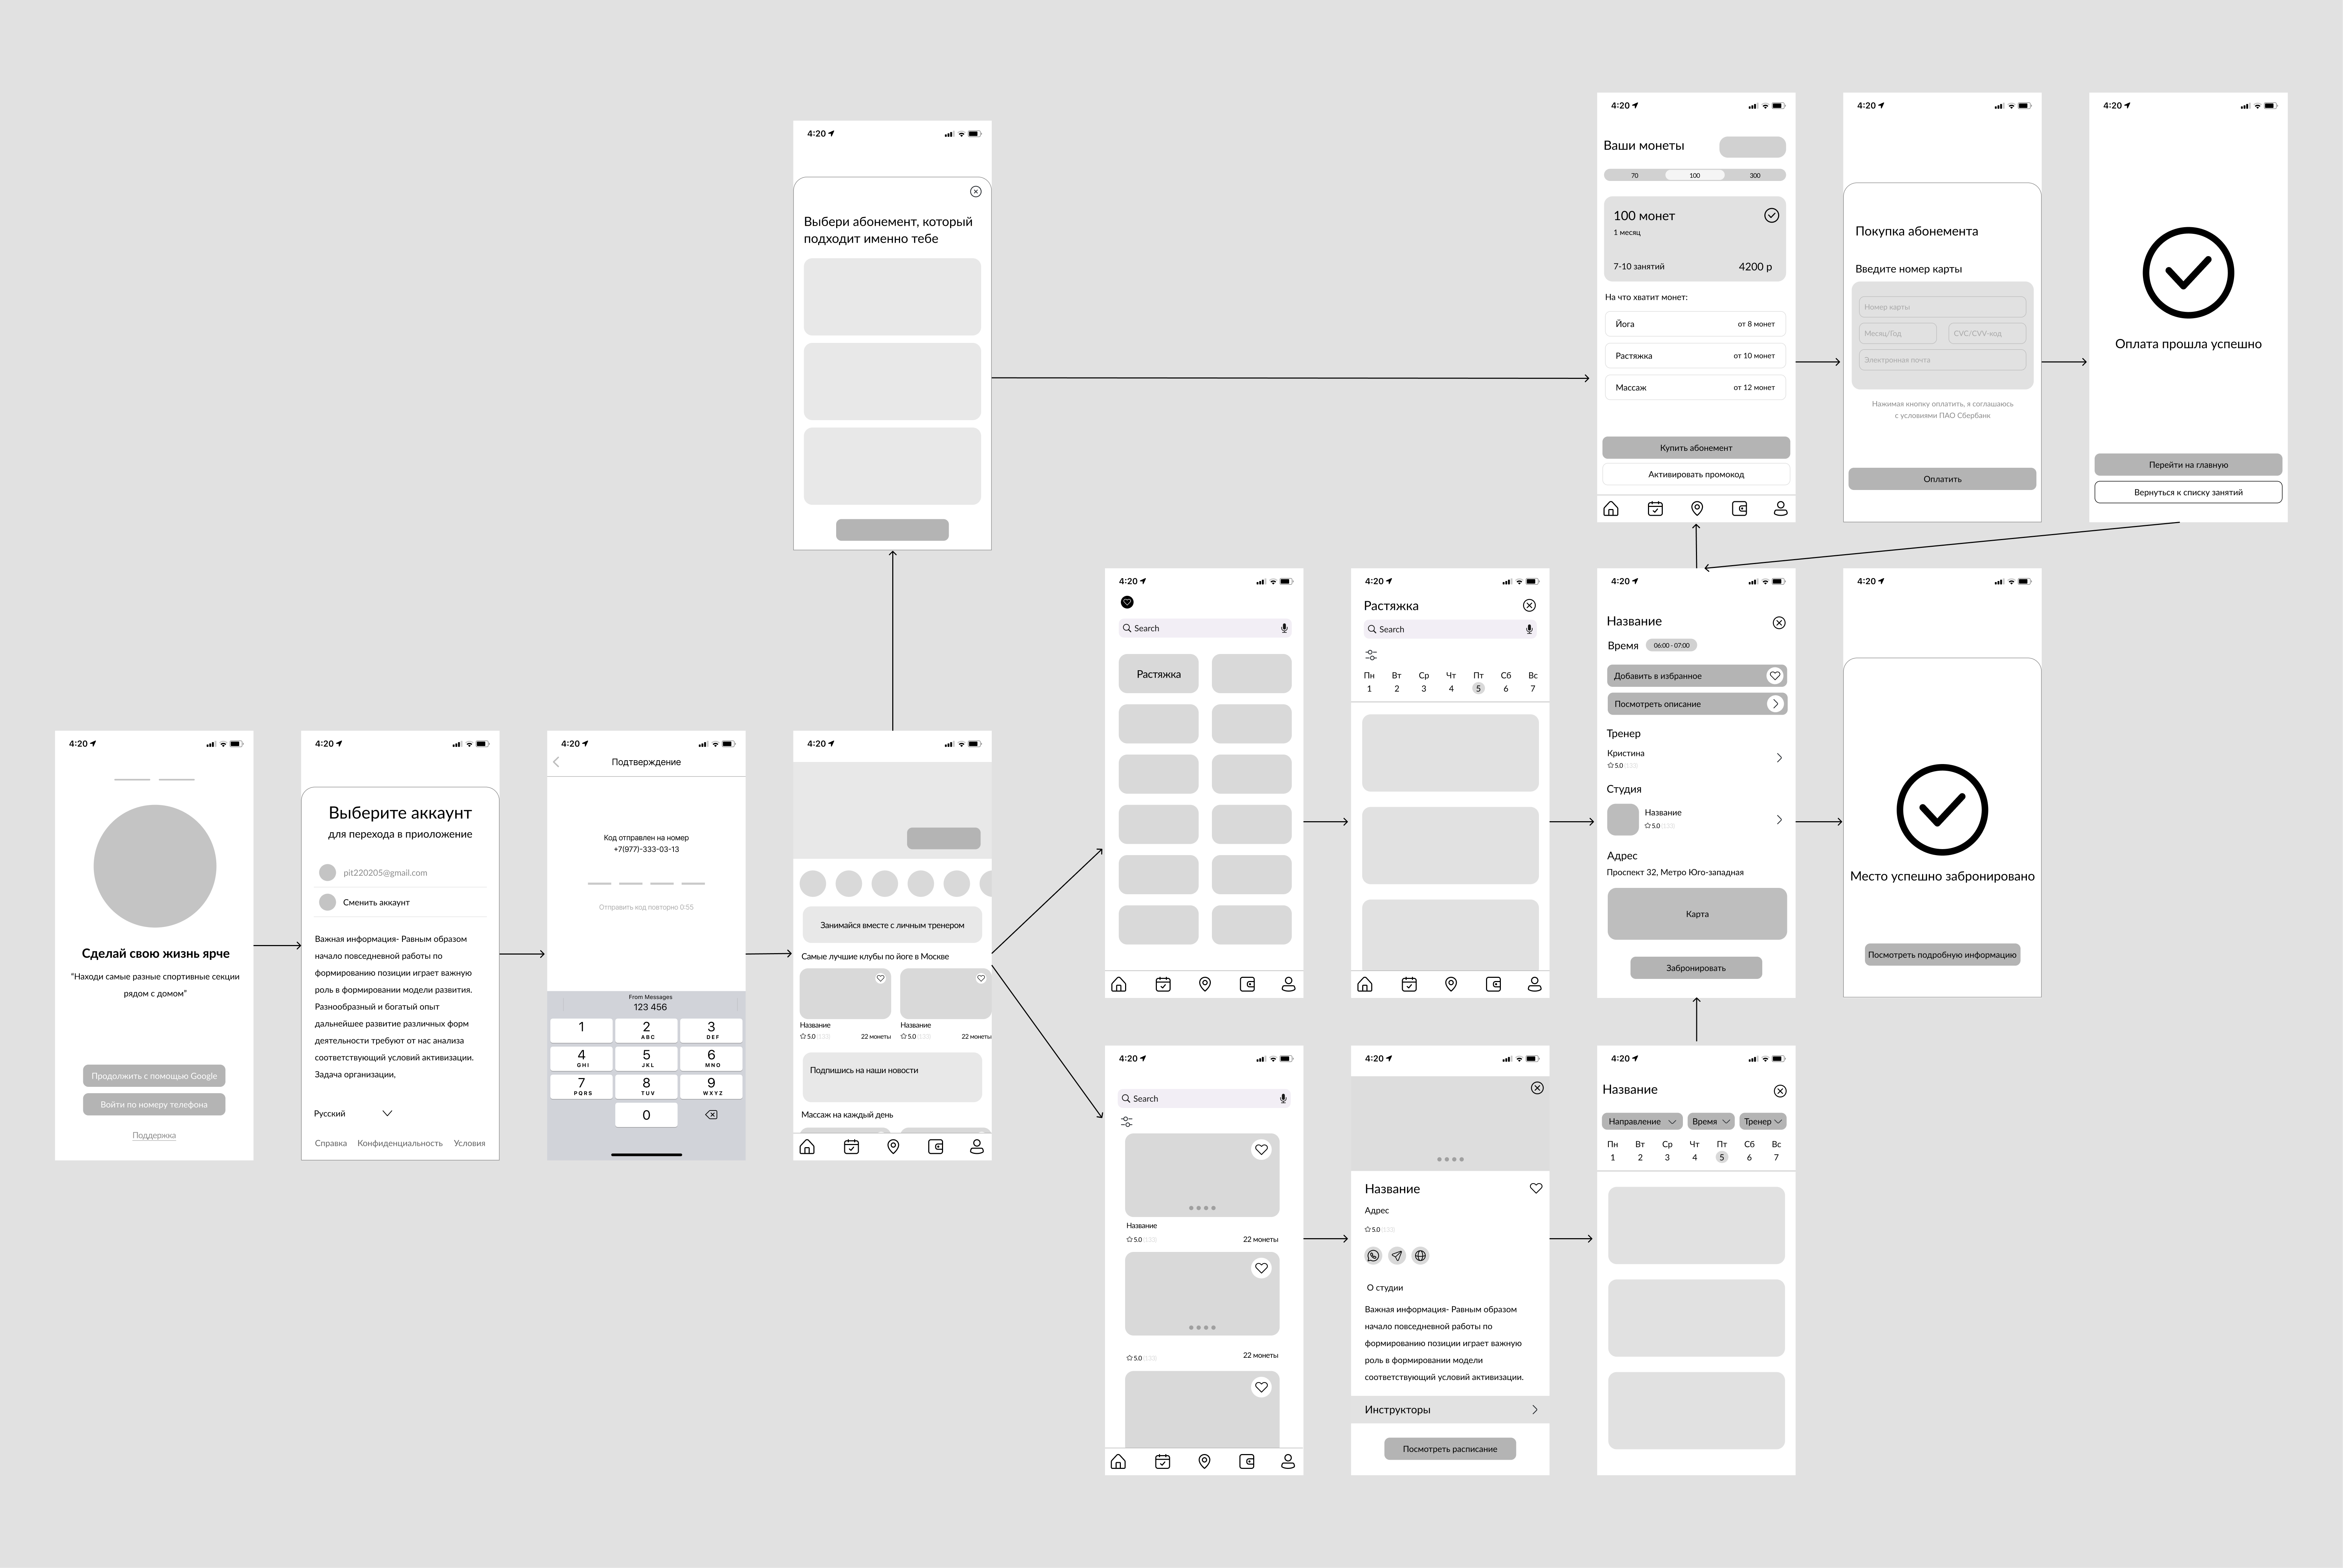 4:20
Сделай свою жизнь ярче
"Находи самые разные спортивные секции
рядом с домом"
Продолжить с помощью Google
Войти по номеру телефона
Поддержка
4:20
Выберите аккаунт
для перехода в приоложение
pit220205@gmail.com
Сменить аккаунт
Важная информация- Равным образом
начало повседневной работы по
формированию позиции играет важную
роль в формировании модели развития.
Разнообразный и богатый опыт
дальнейшее развитие различных форм
деятельности требуют от нас анализа
соответствующий условий активизации.
Задача организации,
Русский
Справка Конфиденциальность Условия
4:20
Подтверждение
Код отправлен на номер
+7(977)-333-03-13
Отправить код повторно 0:55
From Messages
123 456
1 2 3
ABC DEF
4 5 6
GHI JKL MNO
7 8 9
PQRS TUV WXYZ
0
4:20
Занимайся вместе с личным тренером
Самые лучшие клубы по йоге в Москве
Название Название
5.0 22 монеты 5.0 22 монеты
Подпишись на наши новости
Массаж на каждый день
4:20
Выбери абонемент, который
подходит именно тебе
4:20
Search
Растяжка
4:20
Растяжка
Search
Пн Вт Ср Чт Пт Сб Вс
1 2 3 4 5 6 7
4:20
Название
Время 06:00 - 07:00
Добавить в избранное
Посмотреть описание
Тренер
Кристина
5.0
Студия
Название
5.0
Адрес
Проспект 32, Метро Юго-западная
Карта
Забронировать
4:20
Место успешно забронировано
Посмотреть подробную информацию
4:20
Ваши монеты
70 100 300
100 монет
1 месяц
7-10 занятий 4200 р
На что хватит монет:
Йога от 8 монет
Растяжка от 10 монет
Массаж от 12 монет
Купить абонемент
Активировать промокод
4:20
Покупка абонемента
Введите номер карты
Номер карты
Месяц/Год CVC/CVV-код
Электронная почта
Нажимая кнопку оплатить, я соглашаюсь
с условиями ПАО Сбербанк
Оплатить
4:20
Оплата прошла успешно
Перейти на главную
Вернуться к списку занятий
4:20
Search
Название
5.0 22 монеты
5.0 22 монеты
4:20
Название
Адрес
5.0
О студии
Важная информация- Равным образом
начало повседневной работы по
формированию позиции играет важную
роль в формировании модели
соответствующий условий активизации.
Инструкторы
Посмотреть расписание
4:20
Название
Направление Время Тренер
Пн Вт Ср Чт Пт Сб Вс
1 2 3 4 5 6 7